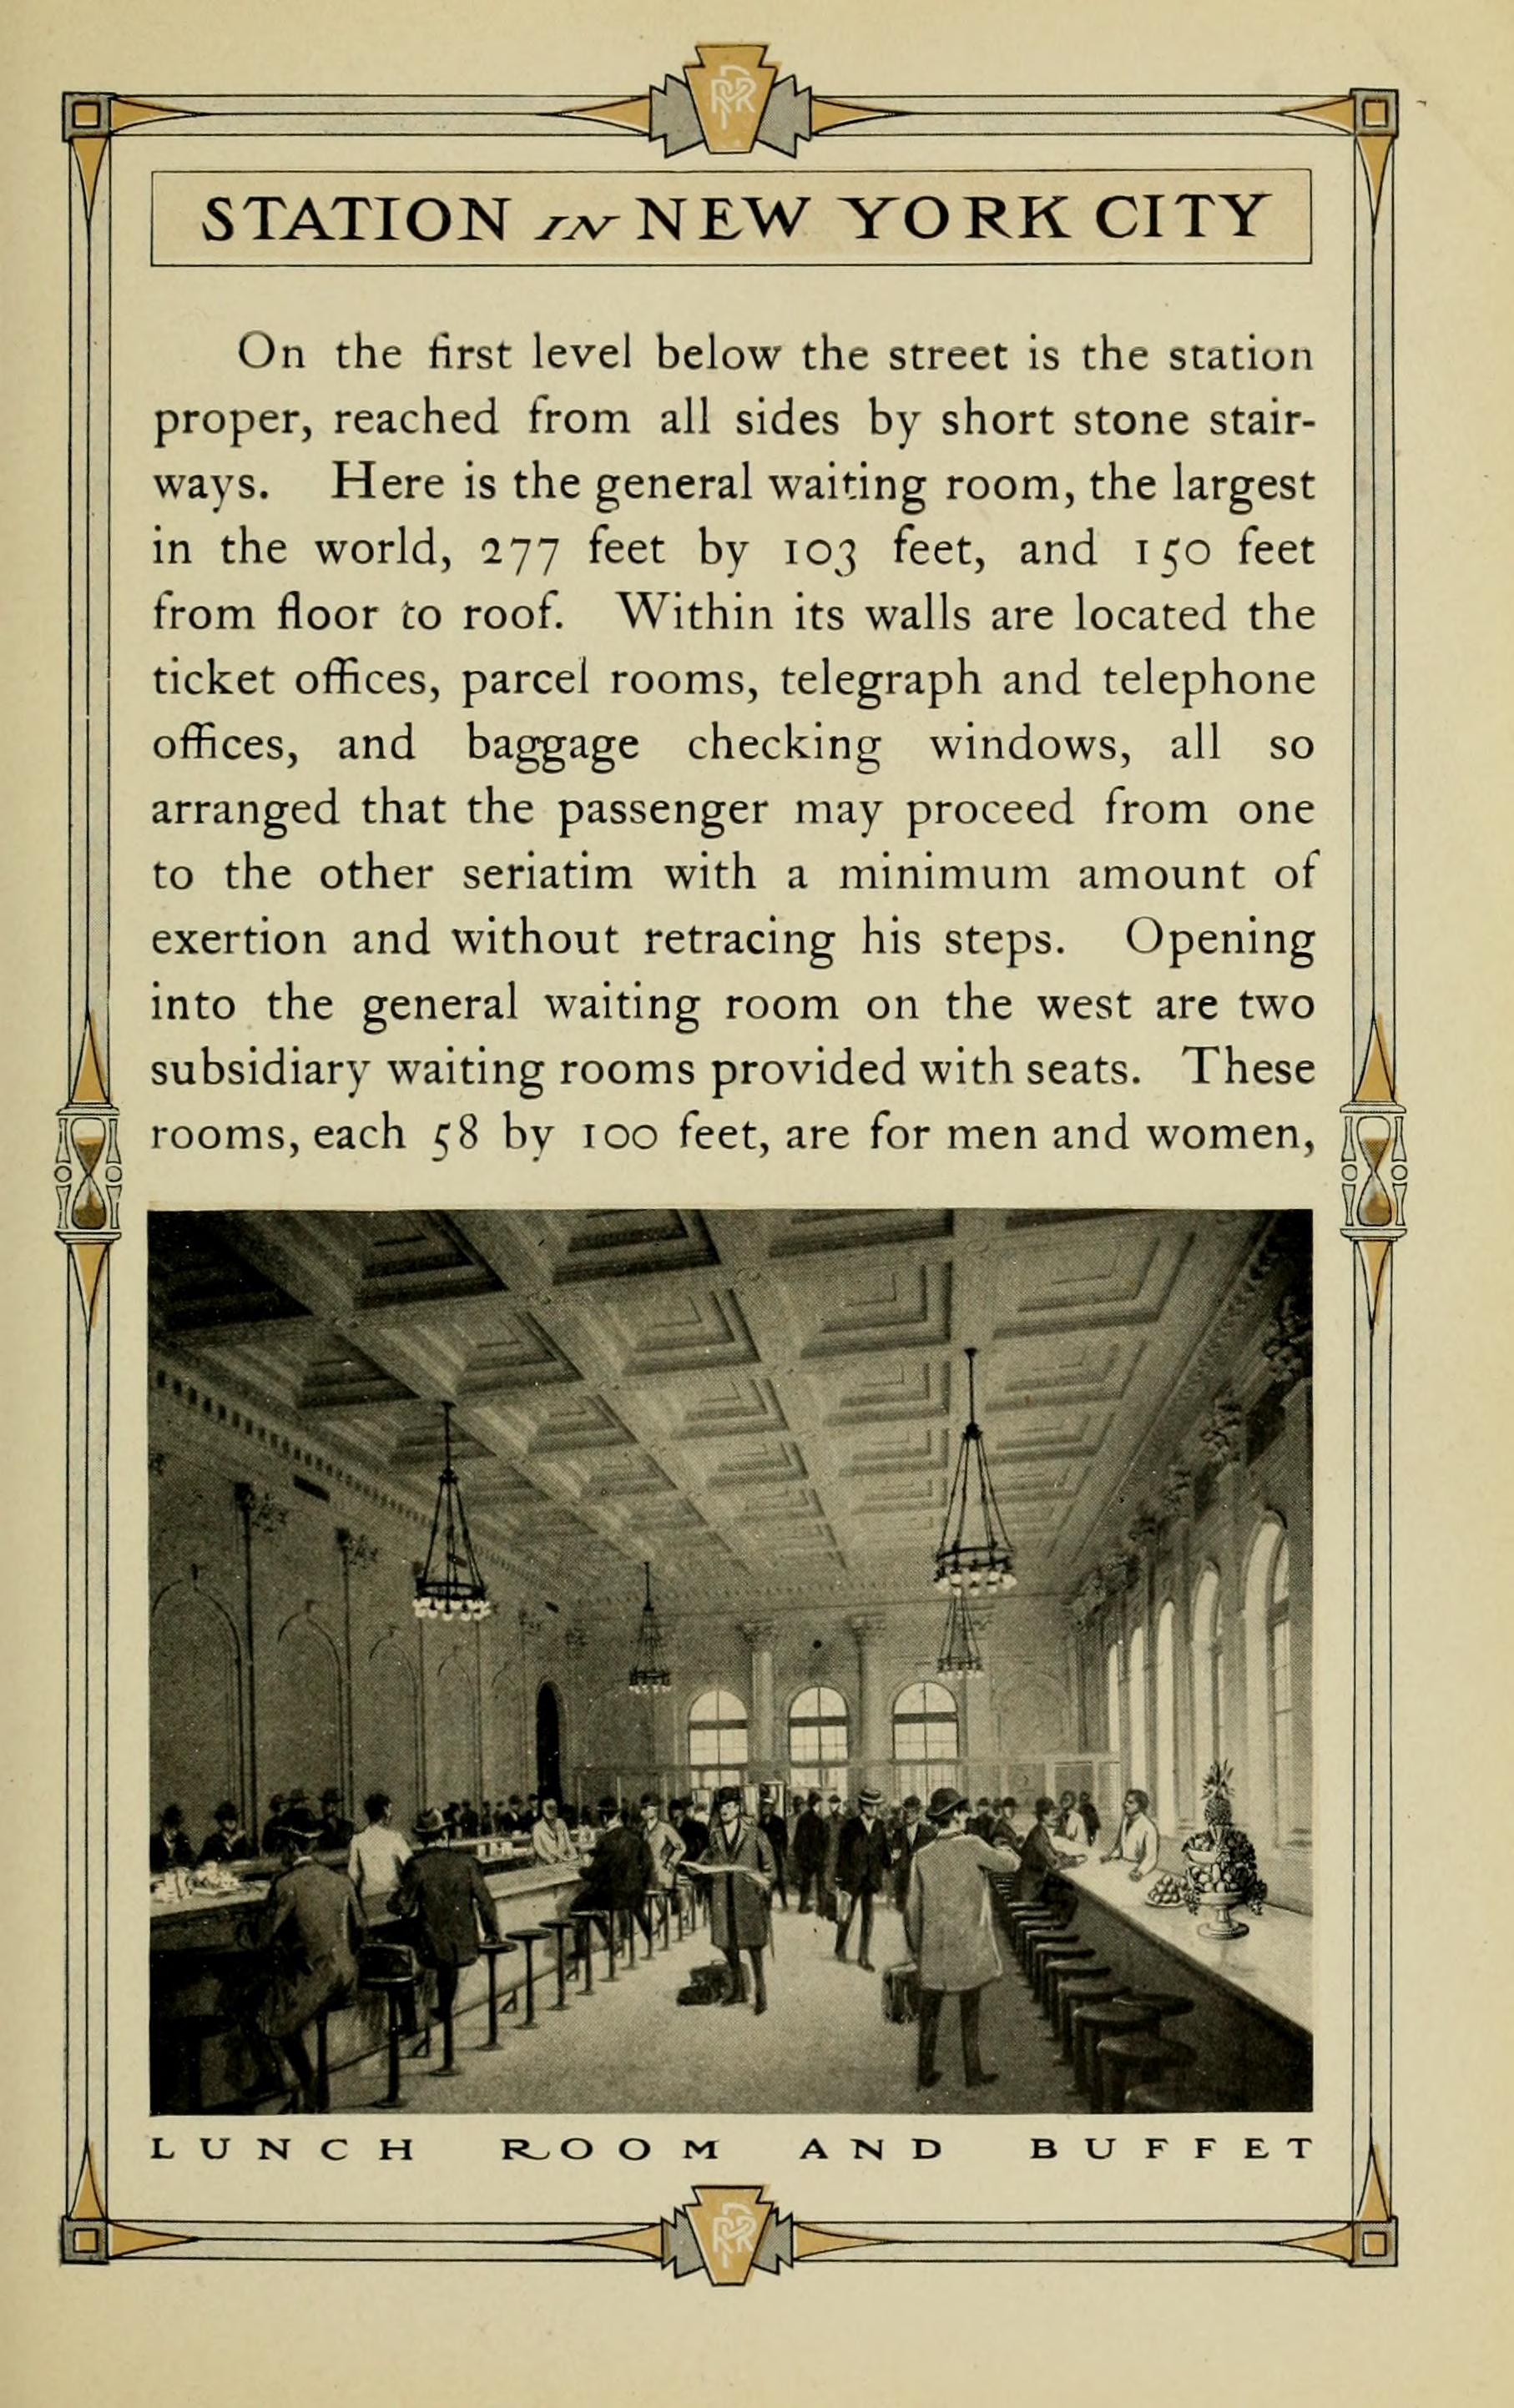 PRR
STATION IN NEW YORK CITY
On the first level below the street is the station
proper, reached from all sides by short stone stair-
ways. Here is the general waiting room, the largest
in the world, 277 feet by 103 feet, and 150 feet
from floor to roof. Within its walls are located the
ticket offices, parcel rooms, telegraph and telephone
offices, and baggage checking windows, all so
arranged that the passenger may proceed from one
to the other seriatim with a minimum amount of
exertion and without retracing his steps. Opening
into the general waiting room on the west are two
subsidiary waiting rooms provided with seats. These
rooms, each 58 by 100 feet, are for men and women,
LUNCH ROOM AND BUFFET
PRR